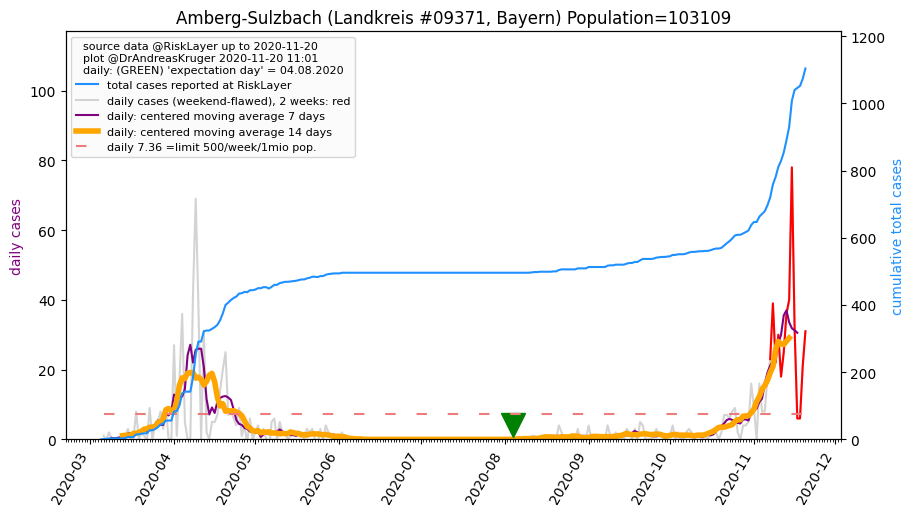 Amberg-Sulzbach (Landkreis #09371, Bayern) Population=103109
source data @RiskLayer up to 2020-11-20
plot @DrAndreasKruger 2020-11-20 11:01
daily: (GREEN) 'expectation day' = 04.08.2020
total cases reported at RiskLayer
daily cases (weekend-flawed), 2 weeks: red
daily: centered moving average 7 days
daily: centered moving average 14 days
daily 7.36 =limit 500/week/1mio pop.
daily cases
100
80
60
40
20
0
cumulative total cases
1200
1000
800
600
400
200
0
2020-03
2020-04
2020-05
2020-06
2020-07
2020-08
2020-09
2020-10
2020-11
2020-12